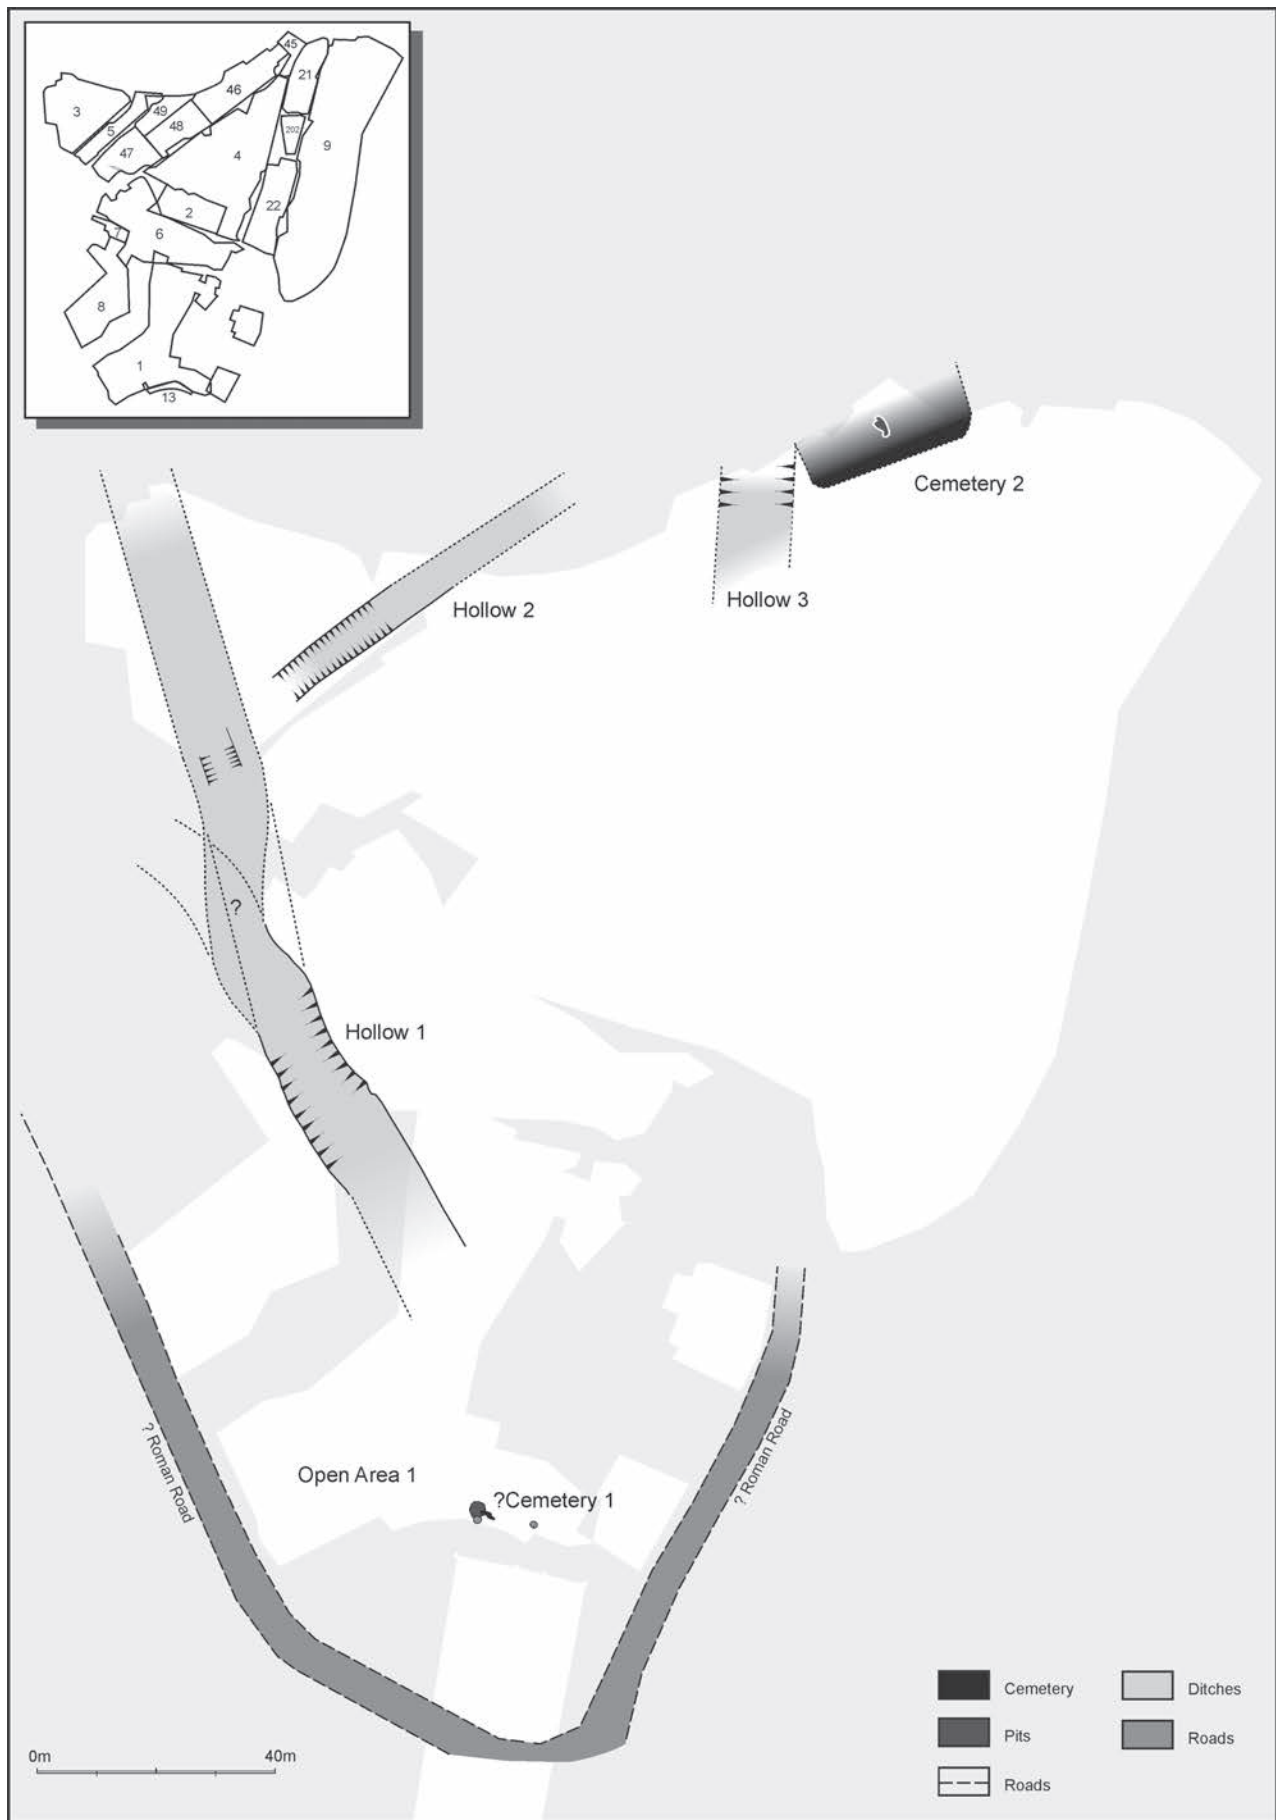 45
21
46
3
49
5
48
202
9
47
4
2
22
7
6
8
1
13
Cemetery 2
Hollow 3
Hollow 2
?
Hollow 1
? Roman Road
? Roman Road
Open Area 1
?Cemetery 1
Cemetery
Ditches
Pits
Roads
Roads
0m
40m